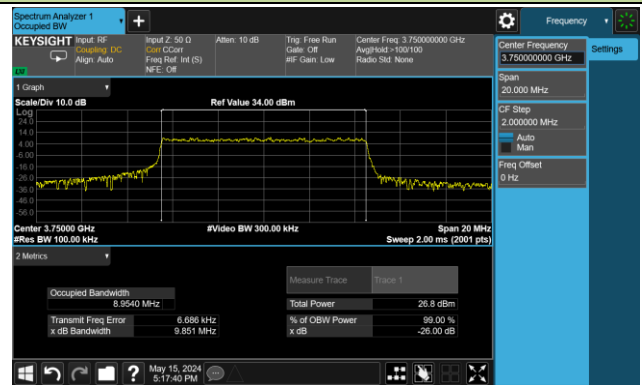 Spectrum Analyzer 1
Occupied BW
Frequency
KEYSIGHT
Input: RF
Coupling: DC
Align: Auto
Input Z: 50 Ω
Corr CCorr
Freq Ref: Int (S)
NFE: Off
Atten: 10 dB
Trig: Free Run
Gate: Off
#IF Gain: Low
Center Freq: 3.750000000 GHz
Avg|Hold:>100/100
Radio Std: None
Center Frequency
3.750000000 GHz
Settings
Span
20.000 MHz
CF Step
2.000000 MHz
Auto
Man
Freq Offset
0 Hz
1 Graph
Scale/Div 10.0 dB
Ref Value 34.00 dBm
Log
24.0
14.0
4.00
-6.00
-16.0
-26.0
-36.0
-46.0
-56.0
Center 3.75000 GHz
#Video BW 300.00 kHz
Span 20 MHz
#Res BW 100.00 kHz
Sweep 2.00 ms (2001 pts)
2 Metrics
Measure Trace
Trace 1
Occupied Bandwidth
8.9540 MHz
Total Power
26.8 dBm
Transmit Freq Error
6.686 kHz
% of OBW Power
99.00 %
x dB Bandwidth
9.851 MHz
x dB
-26.00 dB
May 15, 2024
5:17:40 PM